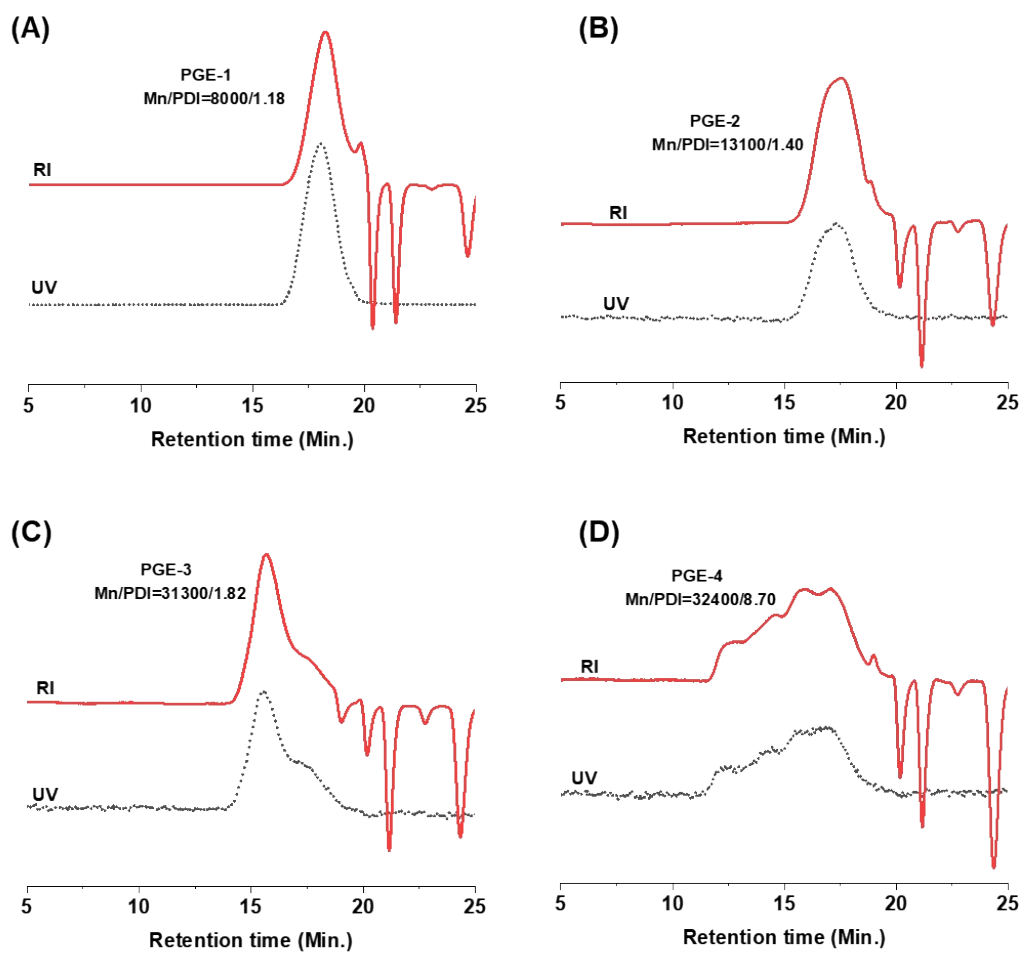 (A)
PGE-1
Mn/PDI=8000/1.18
RI
UV
5 10 15 20 25
Retention time (Min.)
(B)
PGE-2
Mn/PDI=13100/1.40
RI
UV
5 10 15 20 25
Retention time (Min.)
(C)
PGE-3
Mn/PDI=31300/1.82
RI
UV
5 10 15 20 25
Retention time (Min.)
(D)
PGE-4
Mn/PDI=32400/8.70
RI
UV
5 10 15 20 25
Retention time (Min.)